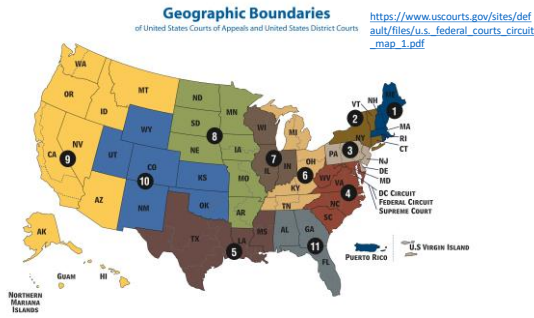 Geographic Boundaries
of United States Courts of Appeals and United States District Courts
https://www.uscourts.gov/sites/def
ault/files/u.s._federal_courts_circuit
_map_1.pdf
WA
MT
ND
MN
VT
NH
ME
1
OR
ID
SD
WI
MI
2
NY
MA
RI
CT
WY
8
NE
IA
7
IL
IN
OH
PA
3
NJ
DE
MD
DC CIRCUIT
FEDERAL CIRCUIT
SUPREME COURT
CA
9
NV
UT
CO
10
KS
MO
6
KY
WV
VA
4
AZ
NM
OK
AR
TN
NC
SC
TX
5
LA
MS
AL
GA
11
FL
AK
HI
GUAM
NORTHERN
MARIANA
ISLANDS
PUERTO RICO
U.S VIRGIN ISLAND